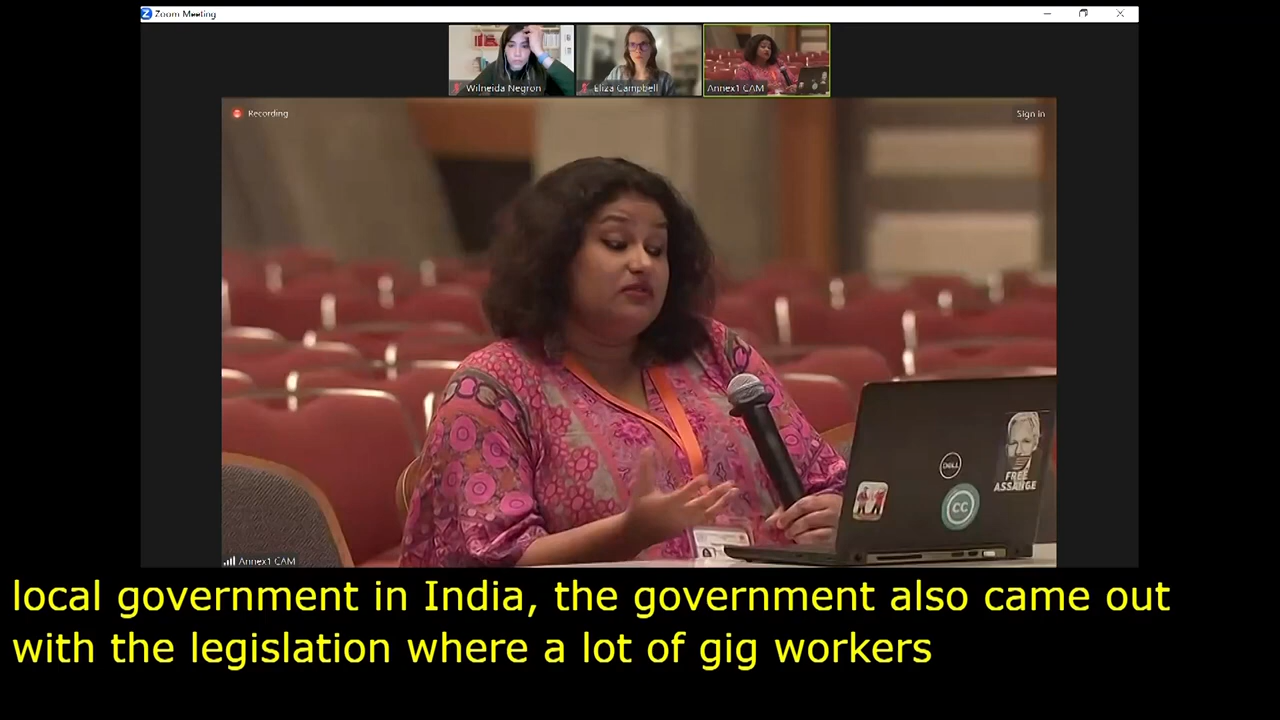 Zoom Meeting
Wilneida Negron
Eliza Campbell
Annex1 CAM
Recording
Sign in
DELL
FREE
ASSANGE
CC
Annex1 CAM
local government in India, the government also came out
with the legislation where a lot of gig workers